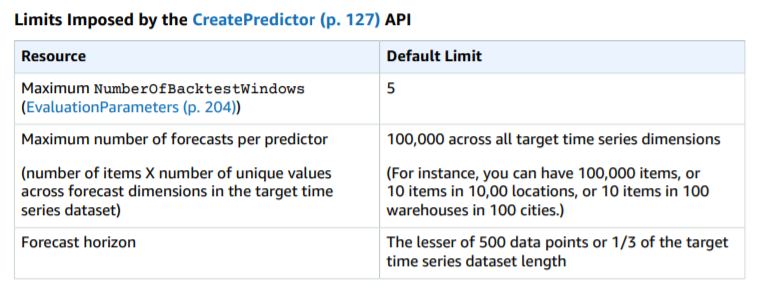 Limits Imposed by the CreatePredictor (p. 127) API
Resource
Default Limit
Maximum NumberOfBacktestWindows
(EvaluationParameters (p. 204))
5
Maximum number of forecasts per predictor
(number of items X number of unique values
across forecast dimensions in the target time
series dataset)
100,000 across all target time series dimensions
(For instance, you can have 100,000 items, or
10 items in 10,00 locations, or 10 items in 100
warehouses in 100 cities.)
Forecast horizon
The lesser of 500 data points or 1/3 of the target
time series dataset length